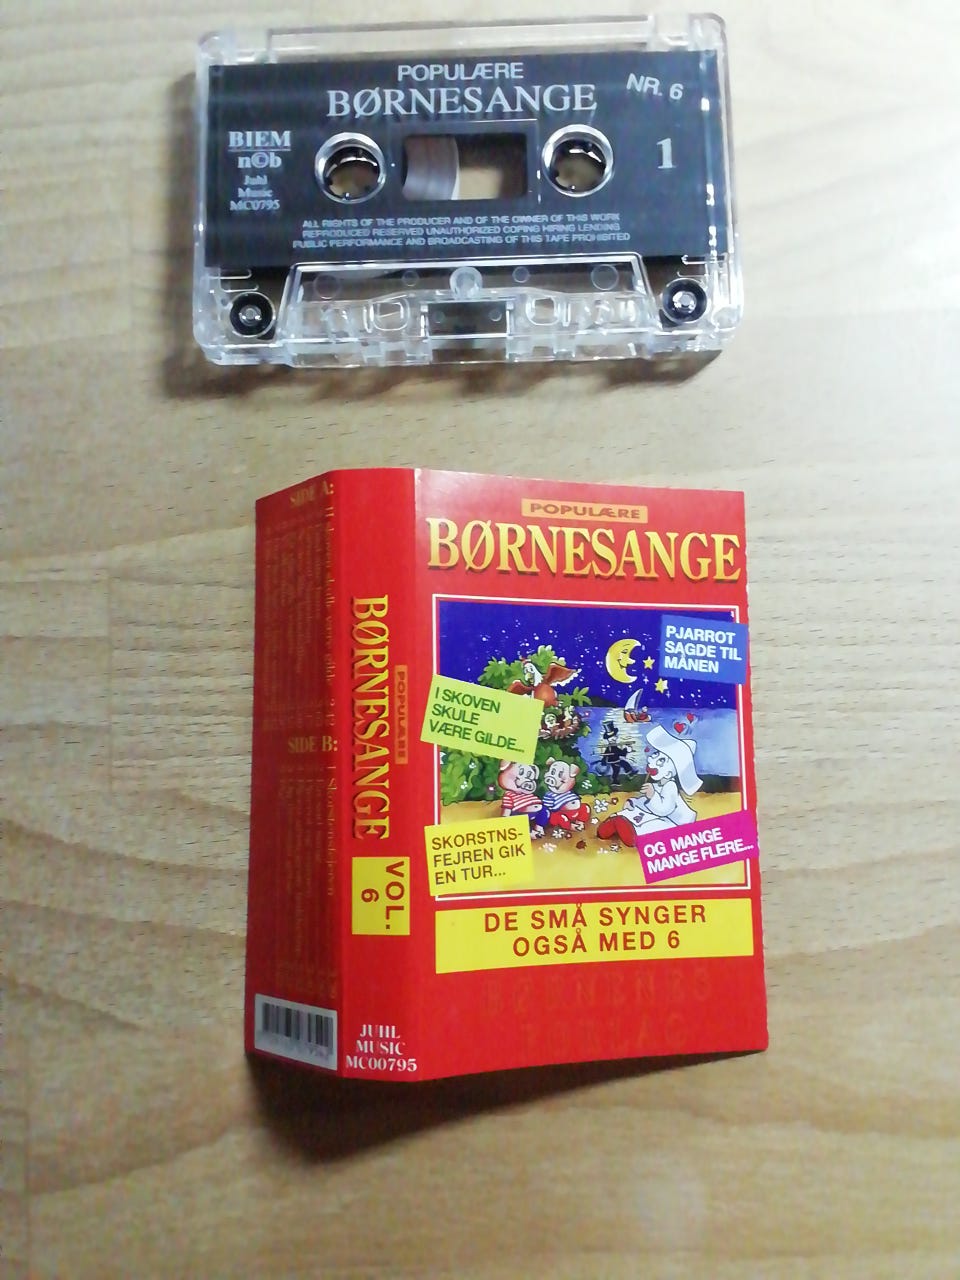 POPULÆRE
BØRNESANGE
NR. 6
BIEM
n©b
Juhl
Music
MC0795
1
ALL RIGHTS OF THE PRODUCER AND OF THE OWNER OF THIS WORK
REPRODUCED RESERVED UNAUTHORIZED COPING HIRING LENDING
PUBLIC PERFORMANCE AND BROADCASTING OF THIS TAPE PROHIBITED
POPULÆRE
BØRNESANGE
PJARROT
SAGDE TIL
MÅNEN
I SKOVEN
SKULE
VÆRE GILDE...
SKORSTNS-
FEJREN GIK
EN TUR...
OG MANGE
MANGE FLERE...
DE SMÅ SYNGER
OGSÅ MED 6
BØRNENES
FORLAG
POPULÆRE
BØRNESANGE
VOL.
6
JUHL
MUSIC
MC00795
SIDE A:
SIDE B: